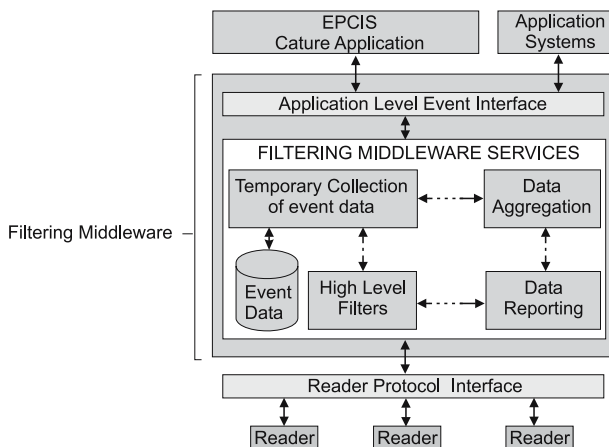 EPCIS
Cature Application
Application
Systems
Application Level Event Interface
FILTERING MIDDLEWARE SERVICES
Temporary Collection
of event data
Data
Aggregation
Filtering Middleware
Event
Data
High Level
Filters
Data
Reporting
Reader Protocol Interface
Reader
Reader
Reader